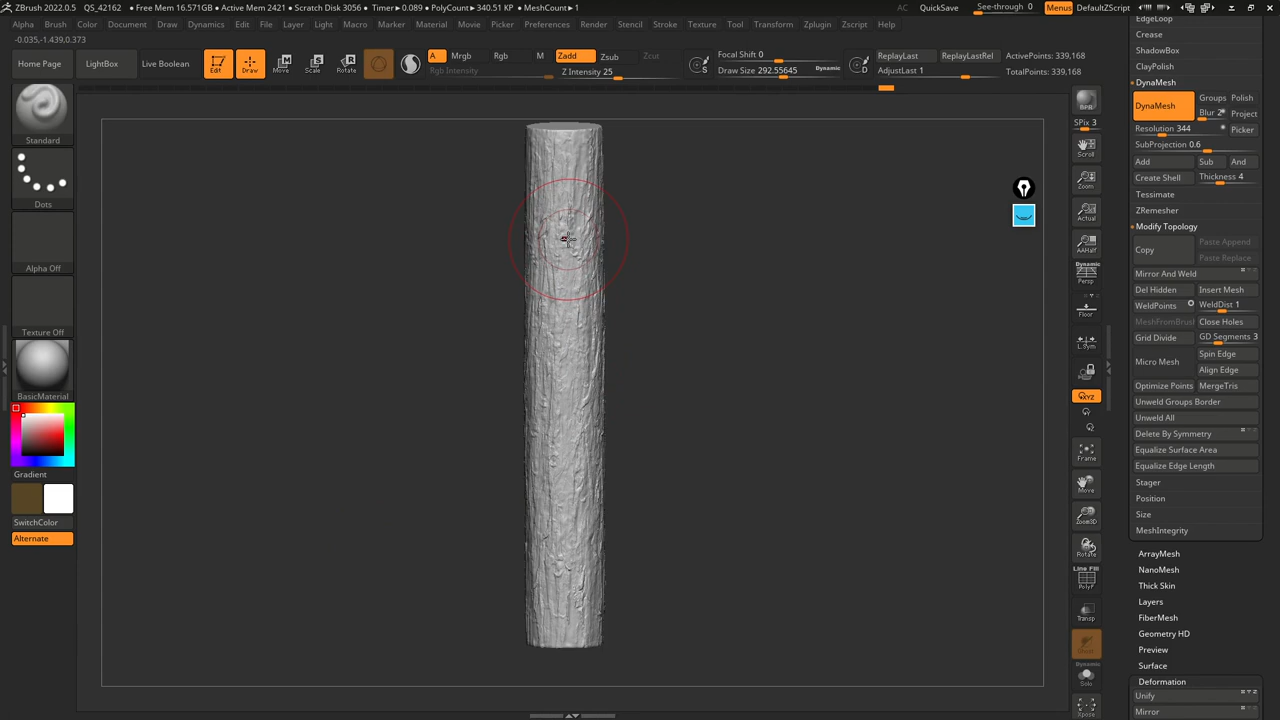 ZBrush 2022.0.5 QS_42162 • Free Mem 16.571GB • Active Mem 2421 • Scratch Disk 3056 • Timer▸0.089 • PolyCount▸340.51 KP • MeshCount▸1 AC QuickSave See-through 0 Menus DefaultZScript
Alpha Brush Color Document Draw Dynamics Edit File Layer Light Macro Marker Material Movie Picker Preferences Render Stencil Stroke Texture Tool Transform Zplugin Zscript Help
-0.035,-1.439,0.373
Home Page LightBox Live Boolean Edit Draw Move Scale Rotate A Mrgb Rgb M Zadd Zsub Zcut
Rgb Intensity Z Intensity 25
Focal Shift 0
Draw Size 292.55645 Dynamic
S D
ReplayLast ReplayLastRel ActivePoints: 339,168
AdjustLast 1 TotalPoints: 339,168
Standard
Dots
Alpha Off
Texture Off
BasicMaterial
Gradient
SwitchColor
Alternate
BPR
SPix 3
Scroll
Zoom
Actual
AAHalf
Dynamic
Persp
Floor
L.Sym
XYZ
Frame
Move
Zoom3D
Rotate
Line Fill
PolyF
Transp
Dynamic
Solo
Xpose
EdgeLoop
Crease
ShadowBox
ClayPolish
DynaMesh
DynaMesh Groups Polish
Blur 2 Project
Resolution 344 Picker
SubProjection 0.6
Add Sub And
Create Shell Thickness 4
Tessimate
ZRemesher
Modify Topology
Copy Paste Append
Paste Replace
Mirror And Weld
Del Hidden Insert Mesh
WeldPoints WeldDist 1
MeshFromBrush Close Holes
Grid Divide GD Segments 3
Micro Mesh Spin Edge
Align Edge
Optimize Points MergeTris
Unweld Groups Border
Unweld All
Delete By Symmetry
Equalize Surface Area
Equalize Edge Length
Stager
Position
Size
MeshIntegrity
ArrayMesh
NanoMesh
Thick Skin
Layers
FiberMesh
Geometry HD
Preview
Surface
Deformation
Unify
Mirror